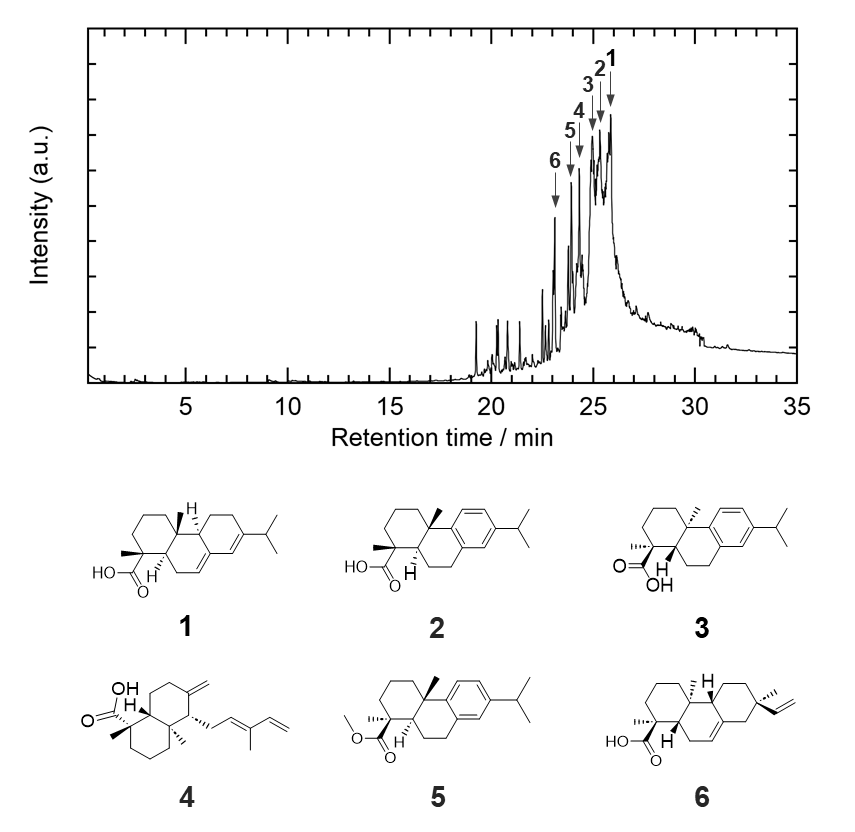 Intensity (a.u.)
1
2
3
4
5
6
5 10 15 20 25 30 35
Retention time / min
H
H
HO
O
1
H
HO
O
2
H
O
OH
3
OH
O
H
4
H
O
O
5
H
H
HO
O
6